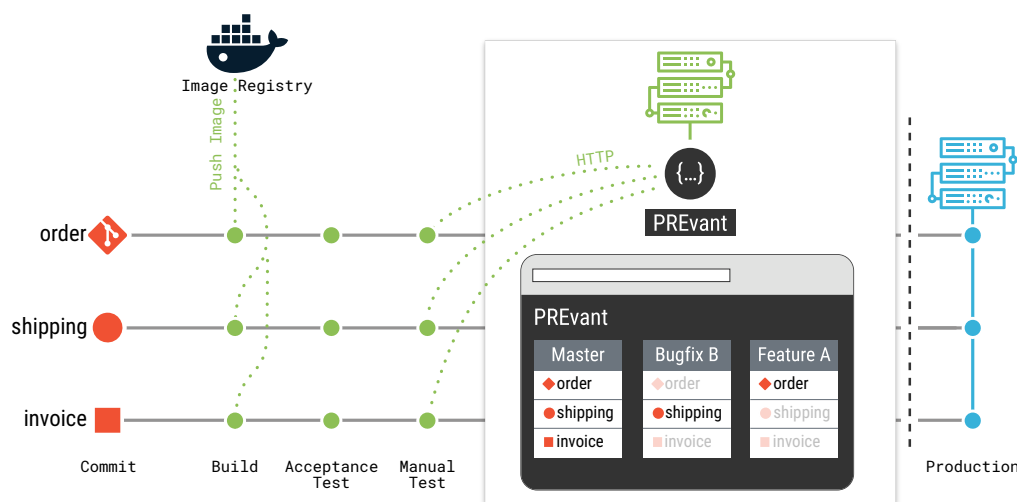 Image Registry
Push Image
HTTP
{...}
PREvant
order
shipping
invoice
PREvant
Master
Bugfix B
Feature A
order
order
order
shipping
shipping
shipping
invoice
invoice
invoice
Commit
Build
Acceptance
Test
Manual
Test
Production